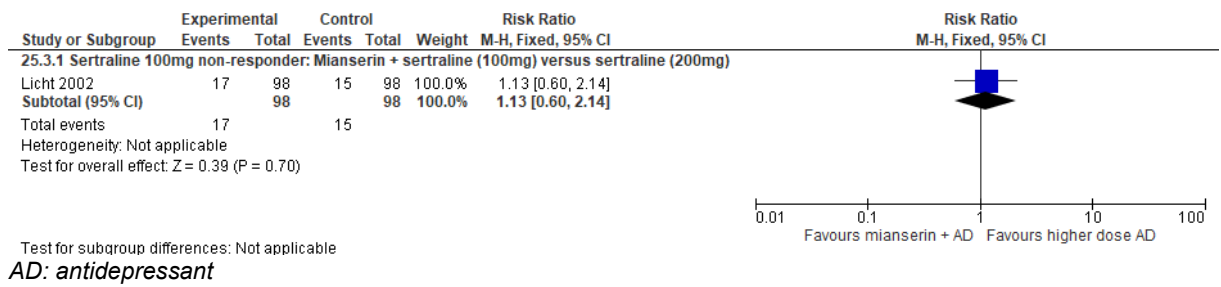 Experimental Control Risk Ratio Risk Ratio
Study or Subgroup Events Total Events Total Weight M-H, Fixed, 95% CI M-H, Fixed, 95% CI
25.3.1 Sertraline 100mg non-responder: Mianserin + sertraline (100mg) versus sertraline (200mg)
Licht 2002 17 98 15 98 100.0% 1.13 [0.60, 2.14]
Subtotal (95% CI) 98 98 100.0% 1.13 [0.60, 2.14]
Total events 17 15
Heterogeneity: Not applicable
Test for overall effect: Z = 0.39 (P = 0.70)
0.01 0.1 1 10 100
Favours mianserin + AD Favours higher dose AD
Test for subgroup differences: Not applicable
AD: antidepressant